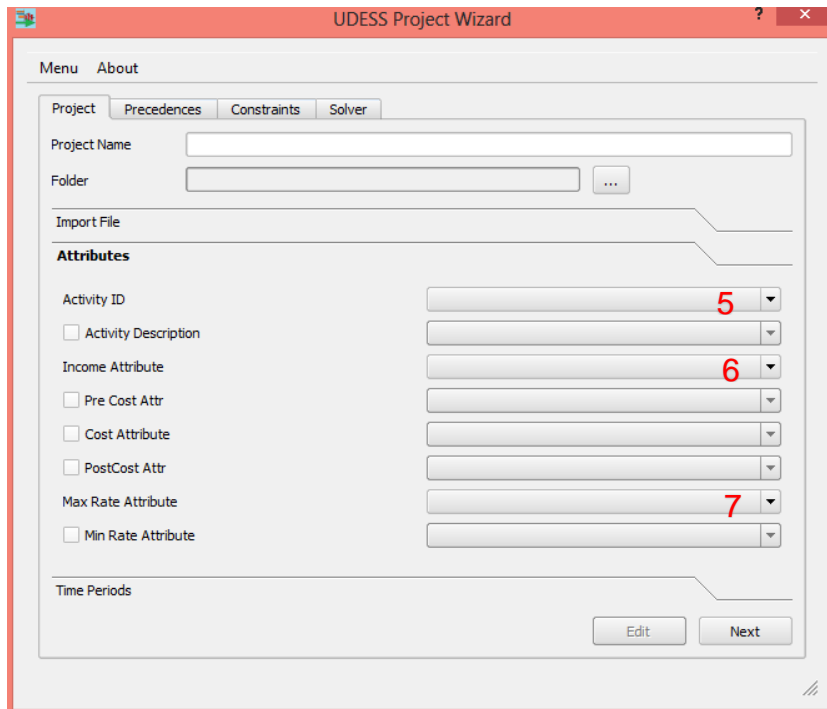 UDESS Project Wizard ? ×
Menu About
Project Precedences Constraints Solver
Project Name
Folder ...
Import File
Attributes
Activity ID 5
Activity Description
Income Attribute 6
Pre Cost Attr
Cost Attribute
PostCost Attr
Max Rate Attribute 7
Min Rate Attribute
Time Periods
Edit Next